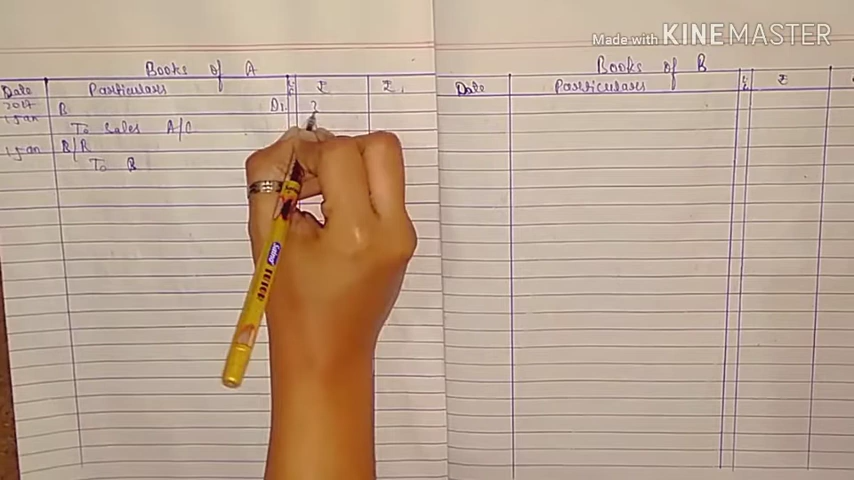 Made with KINEMASTER
Books of A
Date Particulars L.F. ₹ ₹
2017 B Dr. 2
1 Jan
To Sales A/C
1 Jan B/R
To B
Books of B
Date Particulars ₹